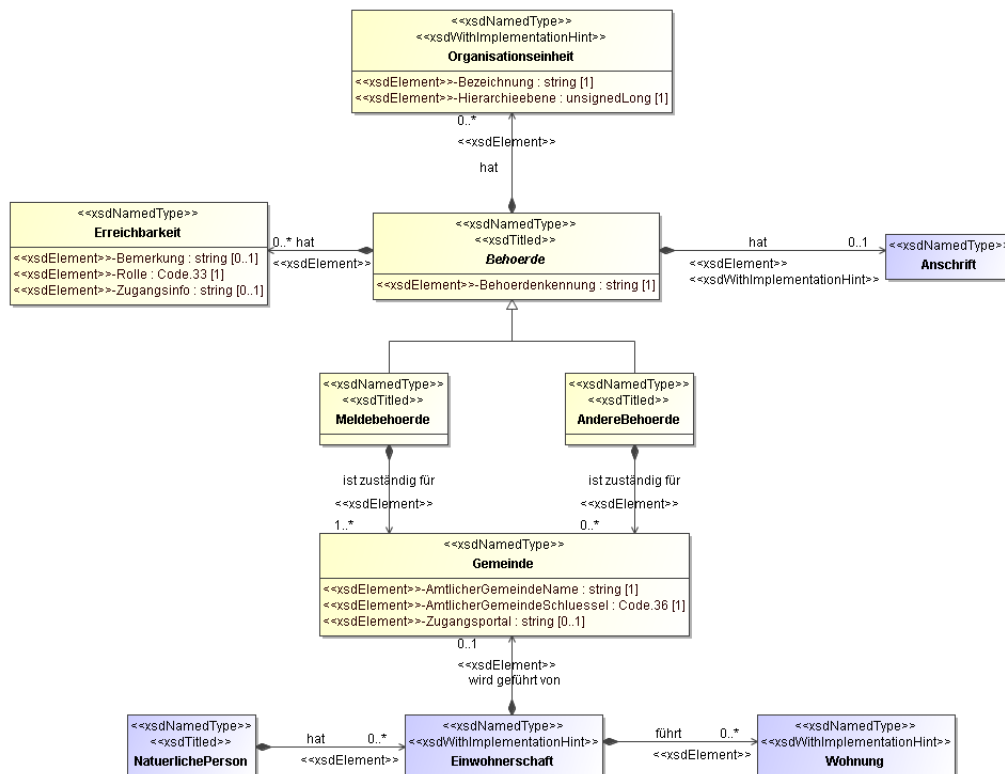 <<xsdNamedType>>
<<xsdWithImplementationHint>>
Organisationseinheit
<<xsdElement>>-Bezeichnung : string [1]
<<xsdElement>>-Hierarchieebene : unsignedLong [1]
0..*
<<xsdElement>>
hat
<<xsdNamedType>>
Erreichbarkeit
<<xsdElement>>-Bemerkung : string [0..1]
<<xsdElement>>-Rolle : Code.33 [1]
<<xsdElement>>-Zugangsinfo : string [0..1]
0..* hat
<<xsdElement>>
<<xsdNamedType>>
<<xsdTitled>>
Behoerde
<<xsdElement>>-Behoerdenkennung : string [1]
hat 0..1
<<xsdElement>>
<<xsdWithImplementationHint>>
<<xsdNamedType>>
Anschrift
<<xsdNamedType>>
<<xsdTitled>>
Meldebehoerde
<<xsdNamedType>>
<<xsdTitled>>
AndereBehoerde
ist zuständig für
<<xsdElement>>
1..*
ist zuständig für
<<xsdElement>>
0..*
<<xsdNamedType>>
Gemeinde
<<xsdElement>>-AmtlicherGemeindeName : string [1]
<<xsdElement>>-AmtlicherGemeindeSchluessel : Code.36 [1]
<<xsdElement>>-Zugangsportal : string [0..1]
0..1
<<xsdElement>>
wird geführt von
<<xsdNamedType>>
<<xsdTitled>>
NatuerlichePerson
hat 0..*
<<xsdElement>>
<<xsdNamedType>>
<<xsdWithImplementationHint>>
Einwohnerschaft
führt 0..*
<<xsdElement>>
<<xsdNamedType>>
<<xsdWithImplementationHint>>
Wohnung